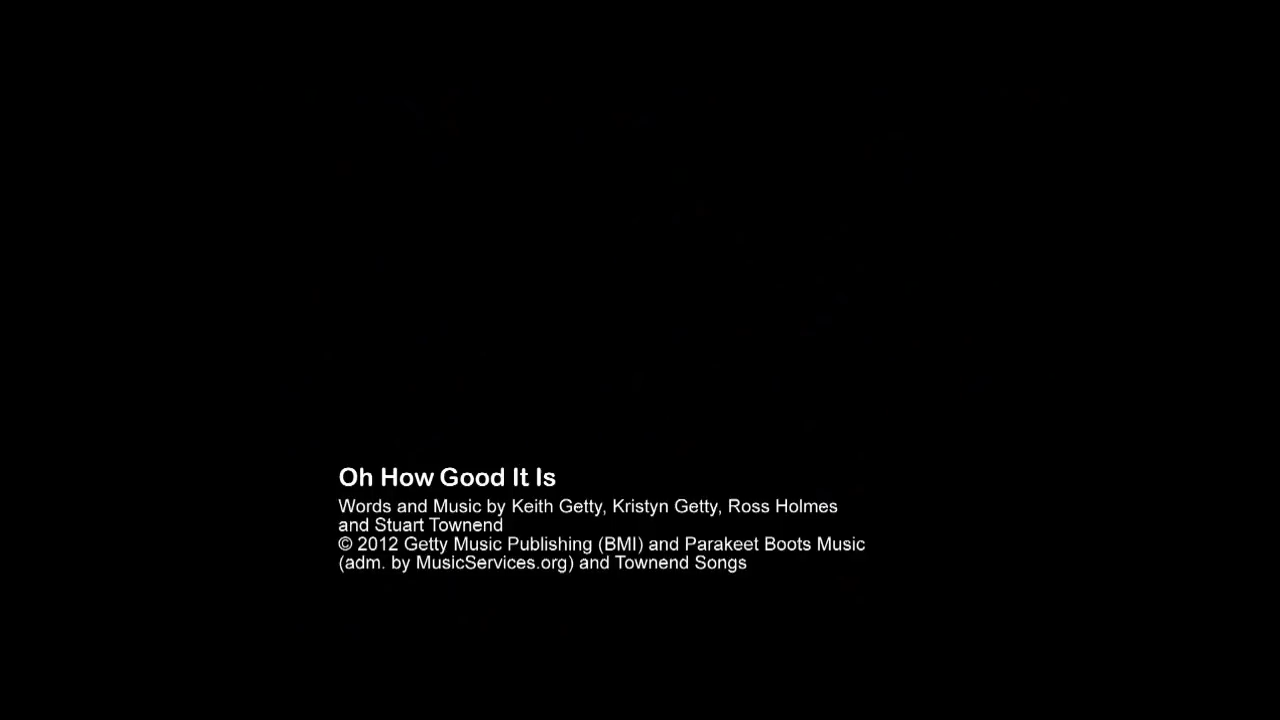 Oh How Good It Is
Words and Music by Keith Getty, Kristyn Getty, Ross Holmes
and Stuart Townend
© 2012 Getty Music Publishing (BMI) and Parakeet Boots Music
(adm. by MusicServices.org) and Townend Songs